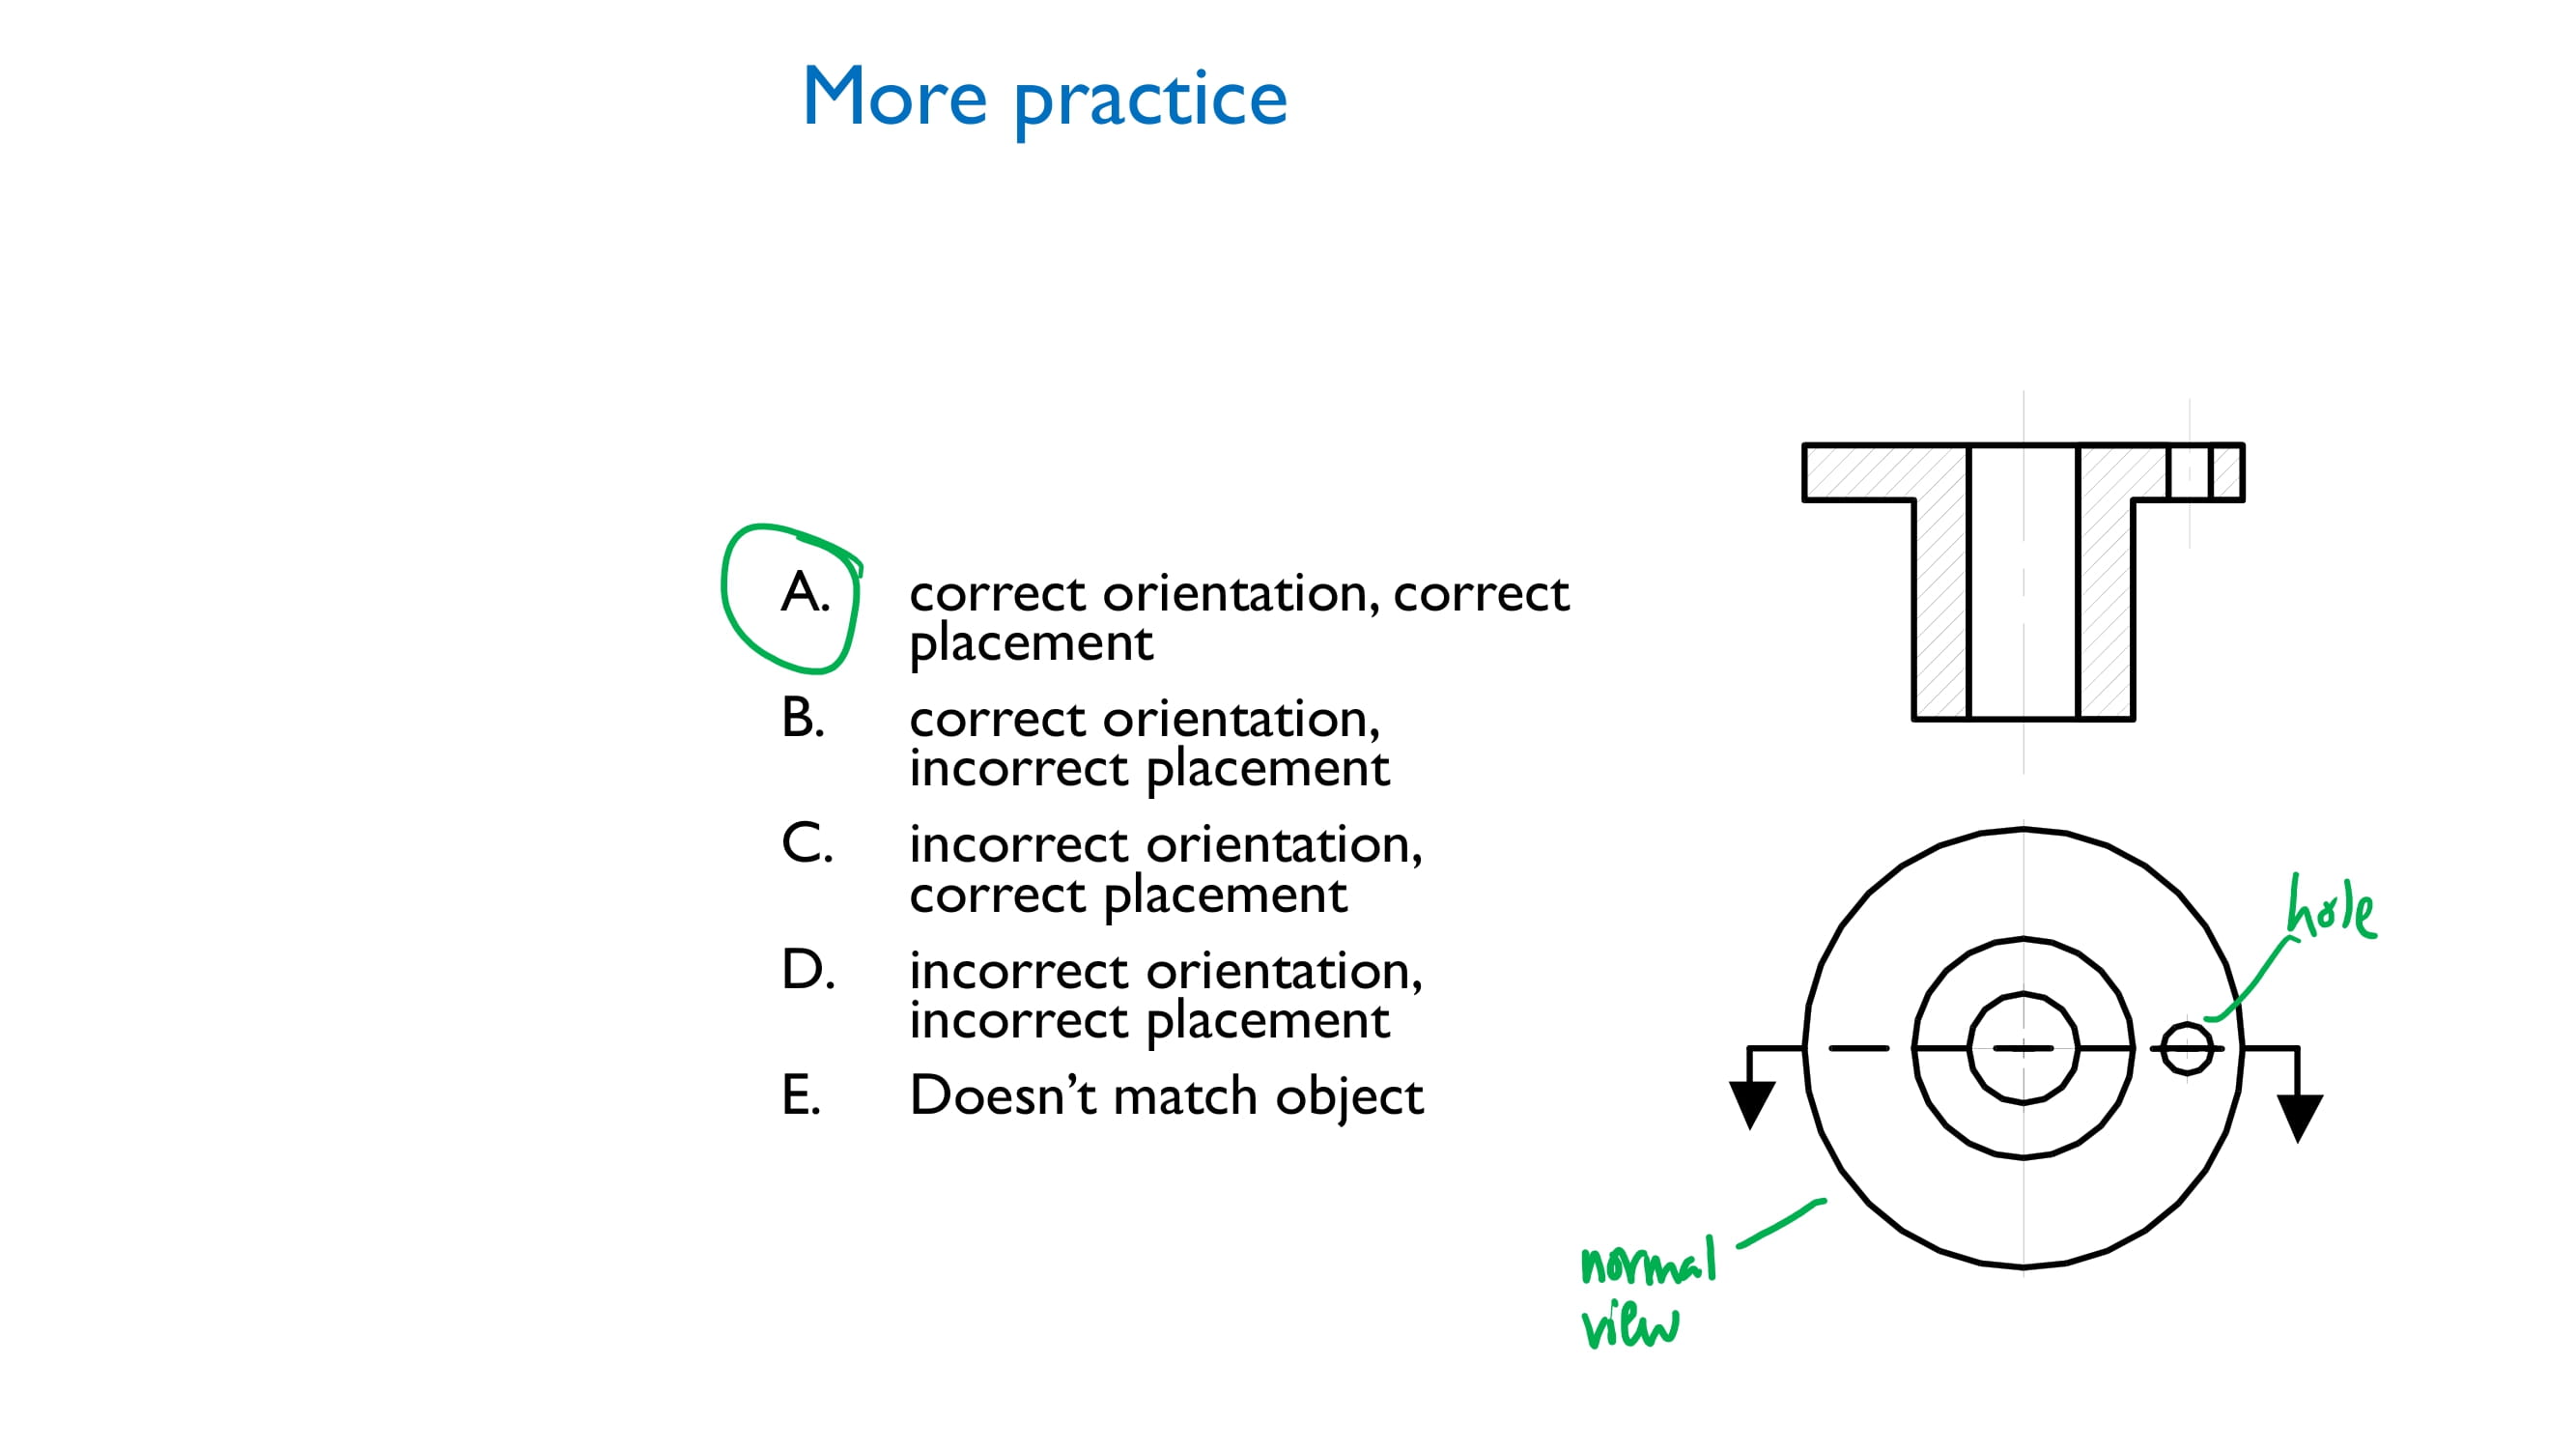 More practice
A. correct orientation, correct
placement
B. correct orientation,
incorrect placement
C. incorrect orientation,
correct placement
D. incorrect orientation,
incorrect placement
E. Doesn’t match object
hole
normal
view